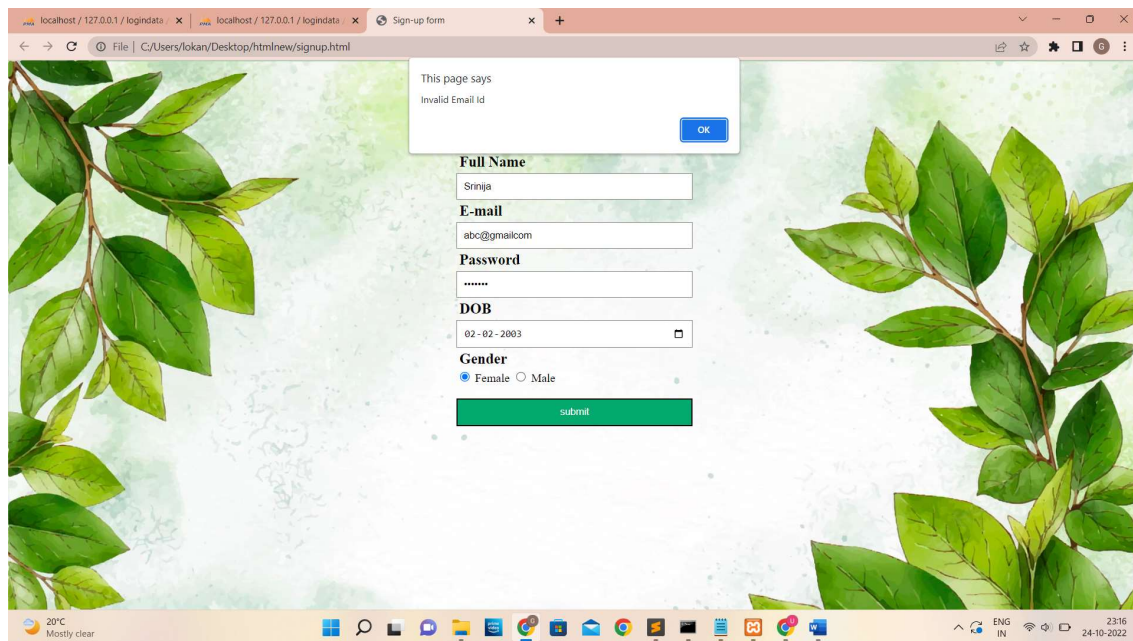 localhost / 127.0.0.1 / logindata /
localhost / 127.0.0.1 / logindata /
Sign-up form
File | C:/Users/lokan/Desktop/htmlnew/signup.html
G
This page says
Invalid Email Id
OK
Full Name
Srinija
E-mail
abc@gmailcom
Password
•••••••
DOB
02-02-2003
Gender
Female Male
submit
20°C
Mostly clear
ENG
IN
23:16
24-10-2022